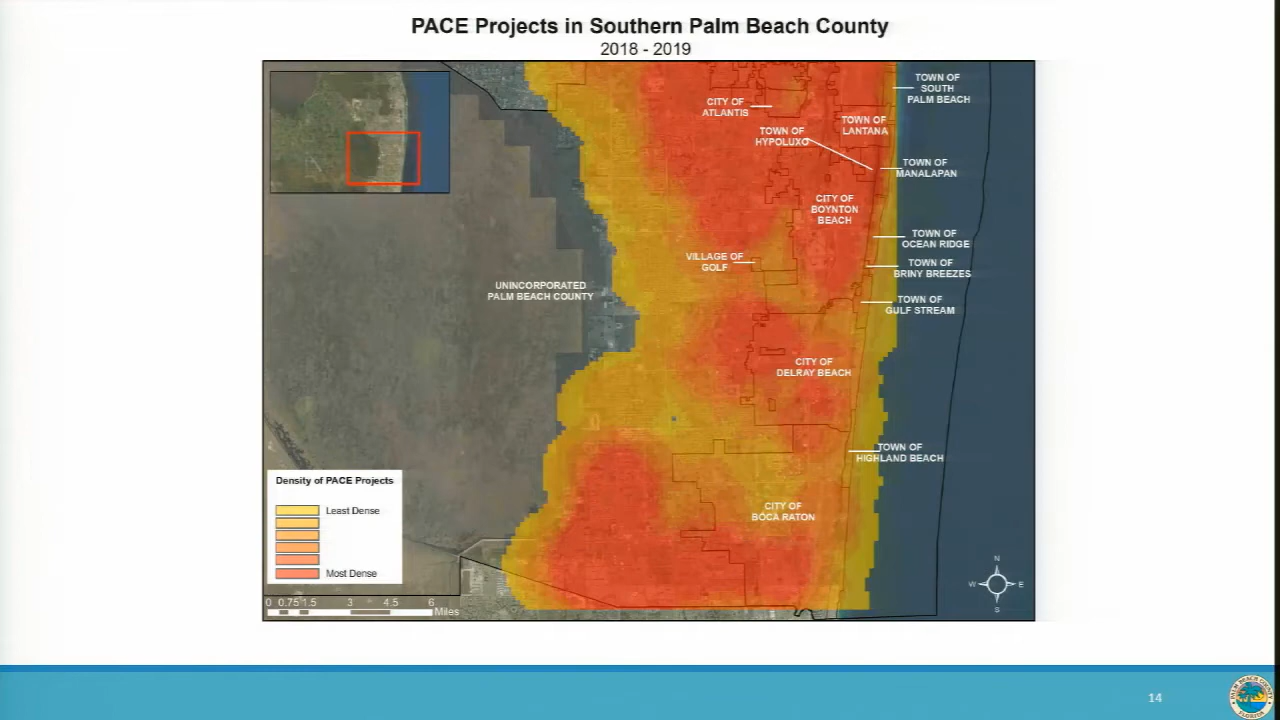 PACE Projects in Southern Palm Beach County
2018 - 2019
TOWN OF
SOUTH
PALM BEACH
CITY OF
ATLANTIS
TOWN OF
LANTANA
TOWN OF
HYPOLUXO
TOWN OF
MANALAPAN
CITY OF
BOYNTON
BEACH
TOWN OF
OCEAN RIDGE
VILLAGE OF
GOLF
TOWN OF
BRINY BREEZES
UNINCORPORATED
PALM BEACH COUNTY
TOWN OF
GULF STREAM
CITY OF
DELRAY BEACH
TOWN OF
HIGHLAND BEACH
CITY OF
BOCA RATON
Density of PACE Projects
Least Dense
Most Dense
N
W E
S
0 0.75 1.5 3 4.5 6
Miles
14
PALM BEACH COUNTY
FLORIDA